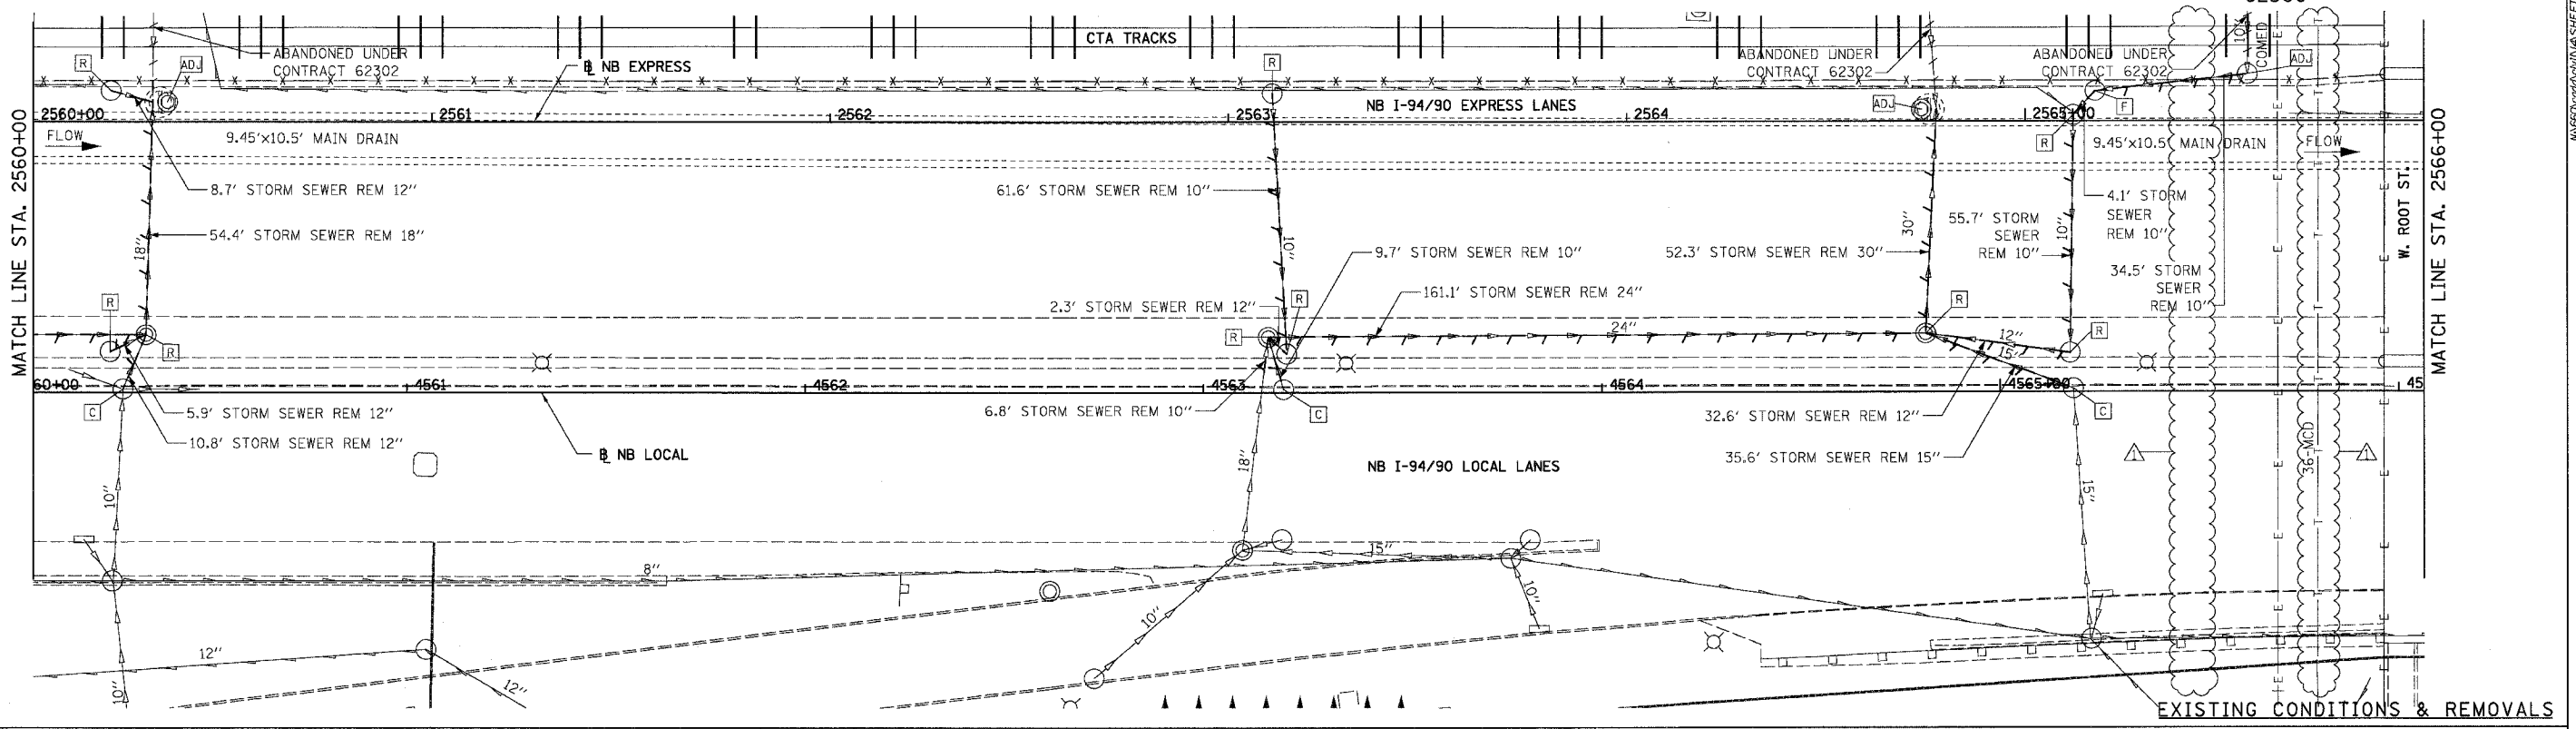 CTA TRACKS
ABANDONED UNDER
CONTRACT 62302
ABANDONED UNDER
CONTRACT 62302
ABANDONED UNDER
CONTRACT 62302
10"
COMED
R
ADJ
℄ NB EXPRESS
R
ADJ
ADJ
F
R
NB I-94/90 EXPRESS LANES
MATCH LINE STA. 2560+00
2560+00
2561
2562
2563
2564
2565+00
FLOW
9.45'x10.5' MAIN DRAIN
9.45'x10.5' MAIN DRAIN
FLOW
8.7' STORM SEWER REM 12"
61.6' STORM SEWER REM 10"
54.4' STORM SEWER REM 18"
18"
10"
30"
10"
4.1' STORM
SEWER
REM 10"
55.7' STORM
SEWER
REM 10"
9.7' STORM SEWER REM 10"
52.3' STORM SEWER REM 30"
161.1' STORM SEWER REM 24"
2.3' STORM SEWER REM 12"
34.5' STORM
SEWER
REM 10"
W. ROOT ST.
MATCH LINE STA. 2566+00
R
R
R
R
R
R
24"
12"
15"
60+00
4561
4562
4563
4564
4565+00
45
C
C
C
5.9' STORM SEWER REM 12"
10.8' STORM SEWER REM 12"
6.8' STORM SEWER REM 10"
32.6' STORM SEWER REM 12"
35.6' STORM SEWER REM 15"
℄ NB LOCAL
NB I-94/90 LOCAL LANES
1
36-MCD
1
10"
18"
15"
8"
15"
10"
10"
12"
12"
10"
EXISTING CONDITIONS & REMOVALS